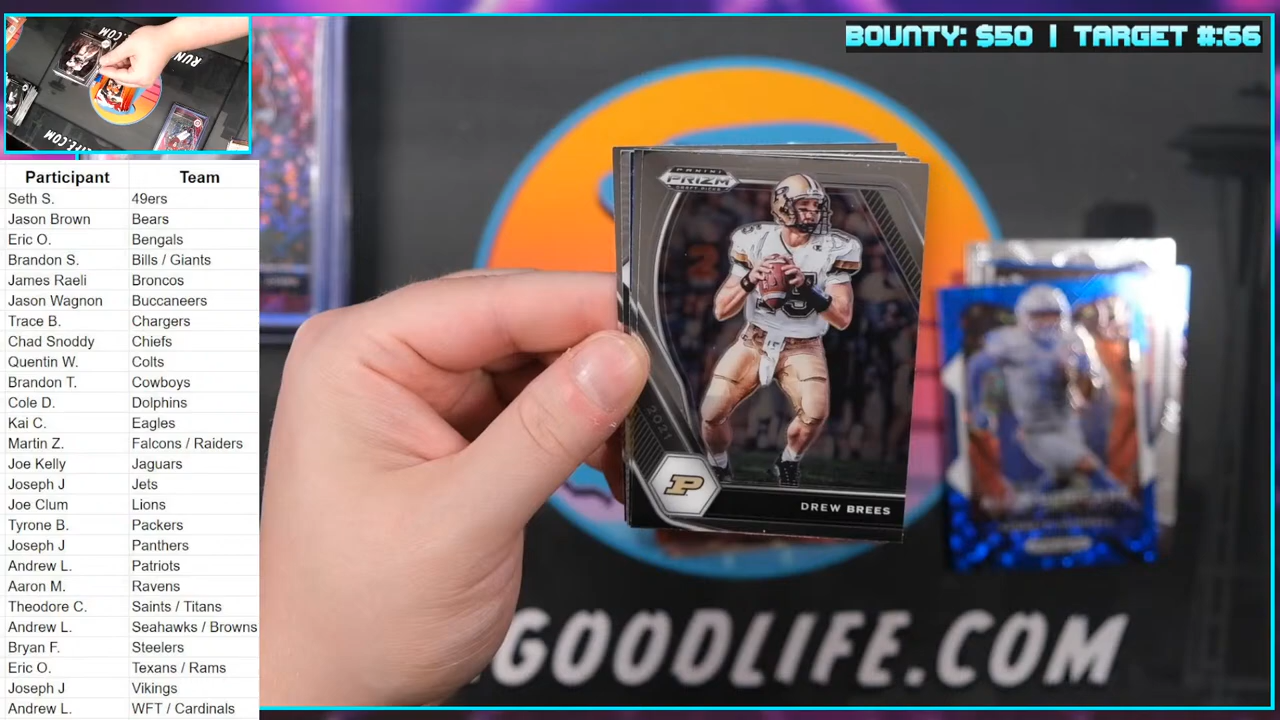 BOUNTY: $50 | TARGET #:66
Participant Team
Seth S. 49ers
Jason Brown Bears
Eric O. Bengals
Brandon S. Bills / Giants
James Raeli Broncos
Jason Wagnon Buccaneers
Trace B. Chargers
Chad Snoddy Chiefs
Quentin W. Colts
Brandon T. Cowboys
Cole D. Dolphins
Kai C. Eagles
Martin Z. Falcons / Raiders
Joe Kelly Jaguars
Joseph J Jets
Joe Clum Lions
Tyrone B. Packers
Joseph J Panthers
Andrew L. Patriots
Aaron M. Ravens
Theodore C. Saints / Titans
Andrew L. Seahawks / Browns
Bryan F. Steelers
Eric O. Texans / Rams
Joseph J Vikings
Andrew L. WFT / Cardinals
PANINI
PRIZM
DRAFT PICKS
2021
P
DREW BREES
GOODLIFE.COM